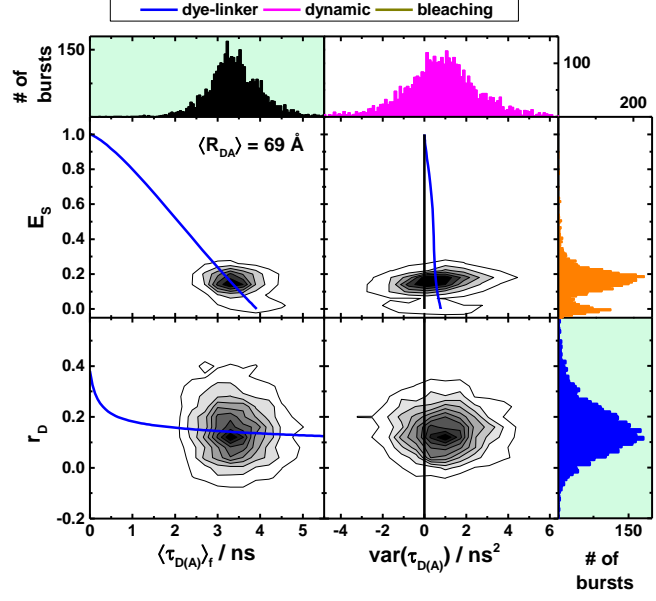 dye-linker dynamic bleaching
# of bursts
150
100
200
⟨R_DA⟩ = 69 Å
E_S
1.0
0.8
0.6
0.4
0.2
0.0
r_D
0.4
0.2
0.0
-0.2
0 1 2 3 4 5
-4 -2 0 2 4 6
150
⟨τ_D(A)⟩_f / ns
var(τ_D(A)) / ns²
# of
bursts